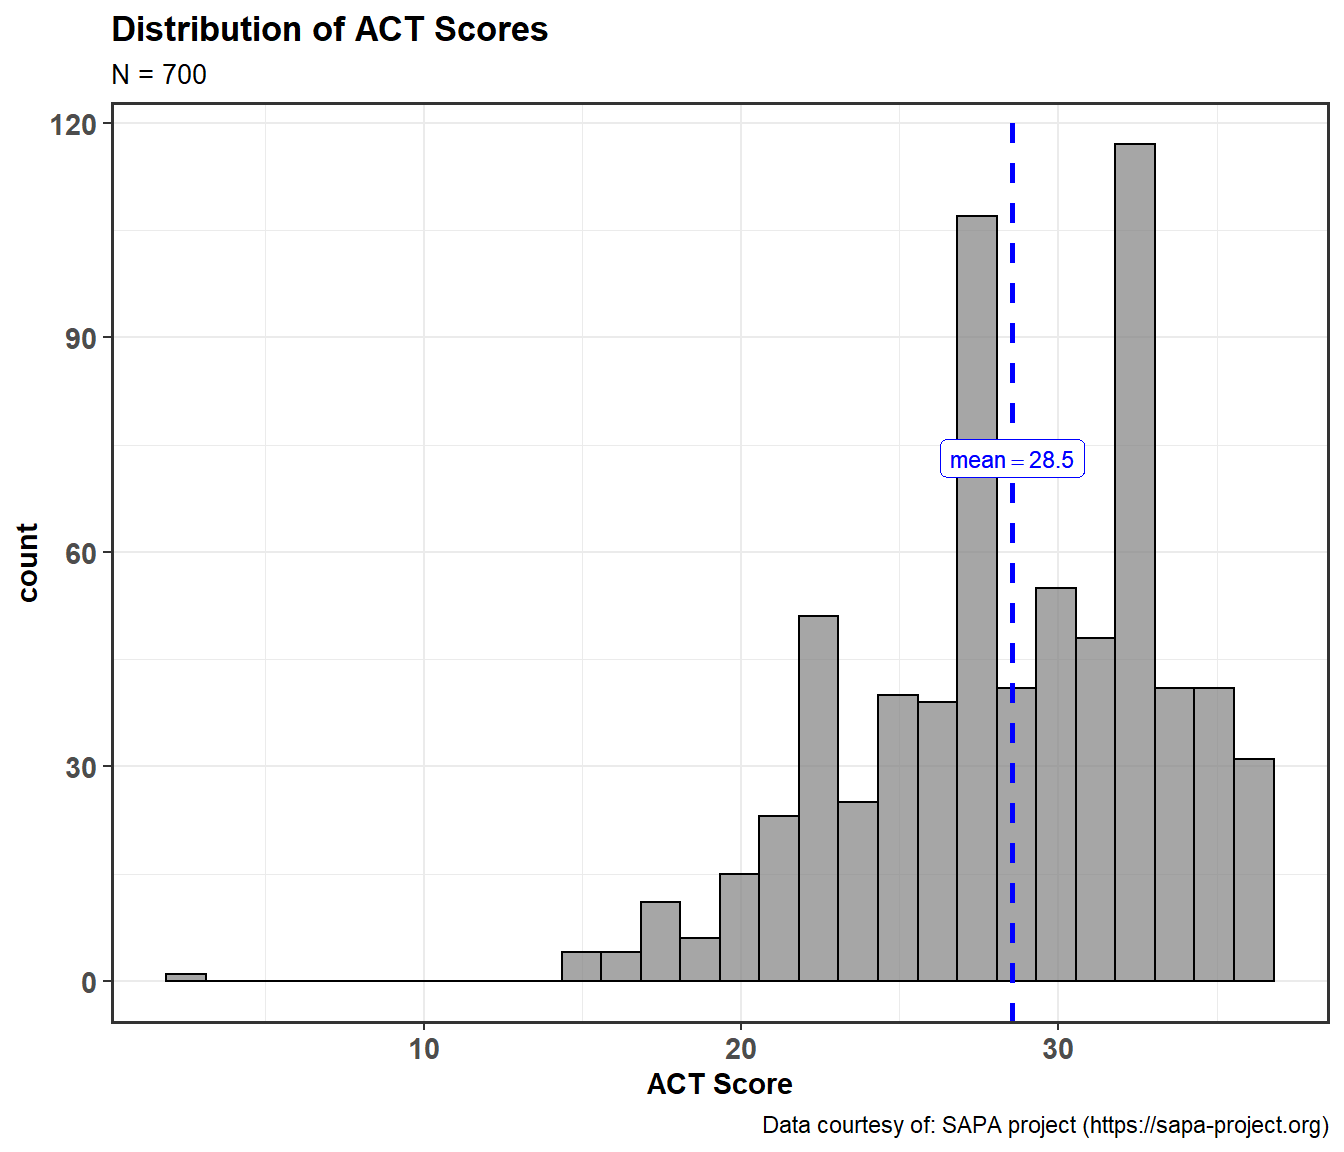 Distribution of ACT Scores
N = 700
120
90
60
30
0
count
mean = 28.5
10 20 30
ACT Score
Data courtesy of: SAPA project (https://sapa-project.org)